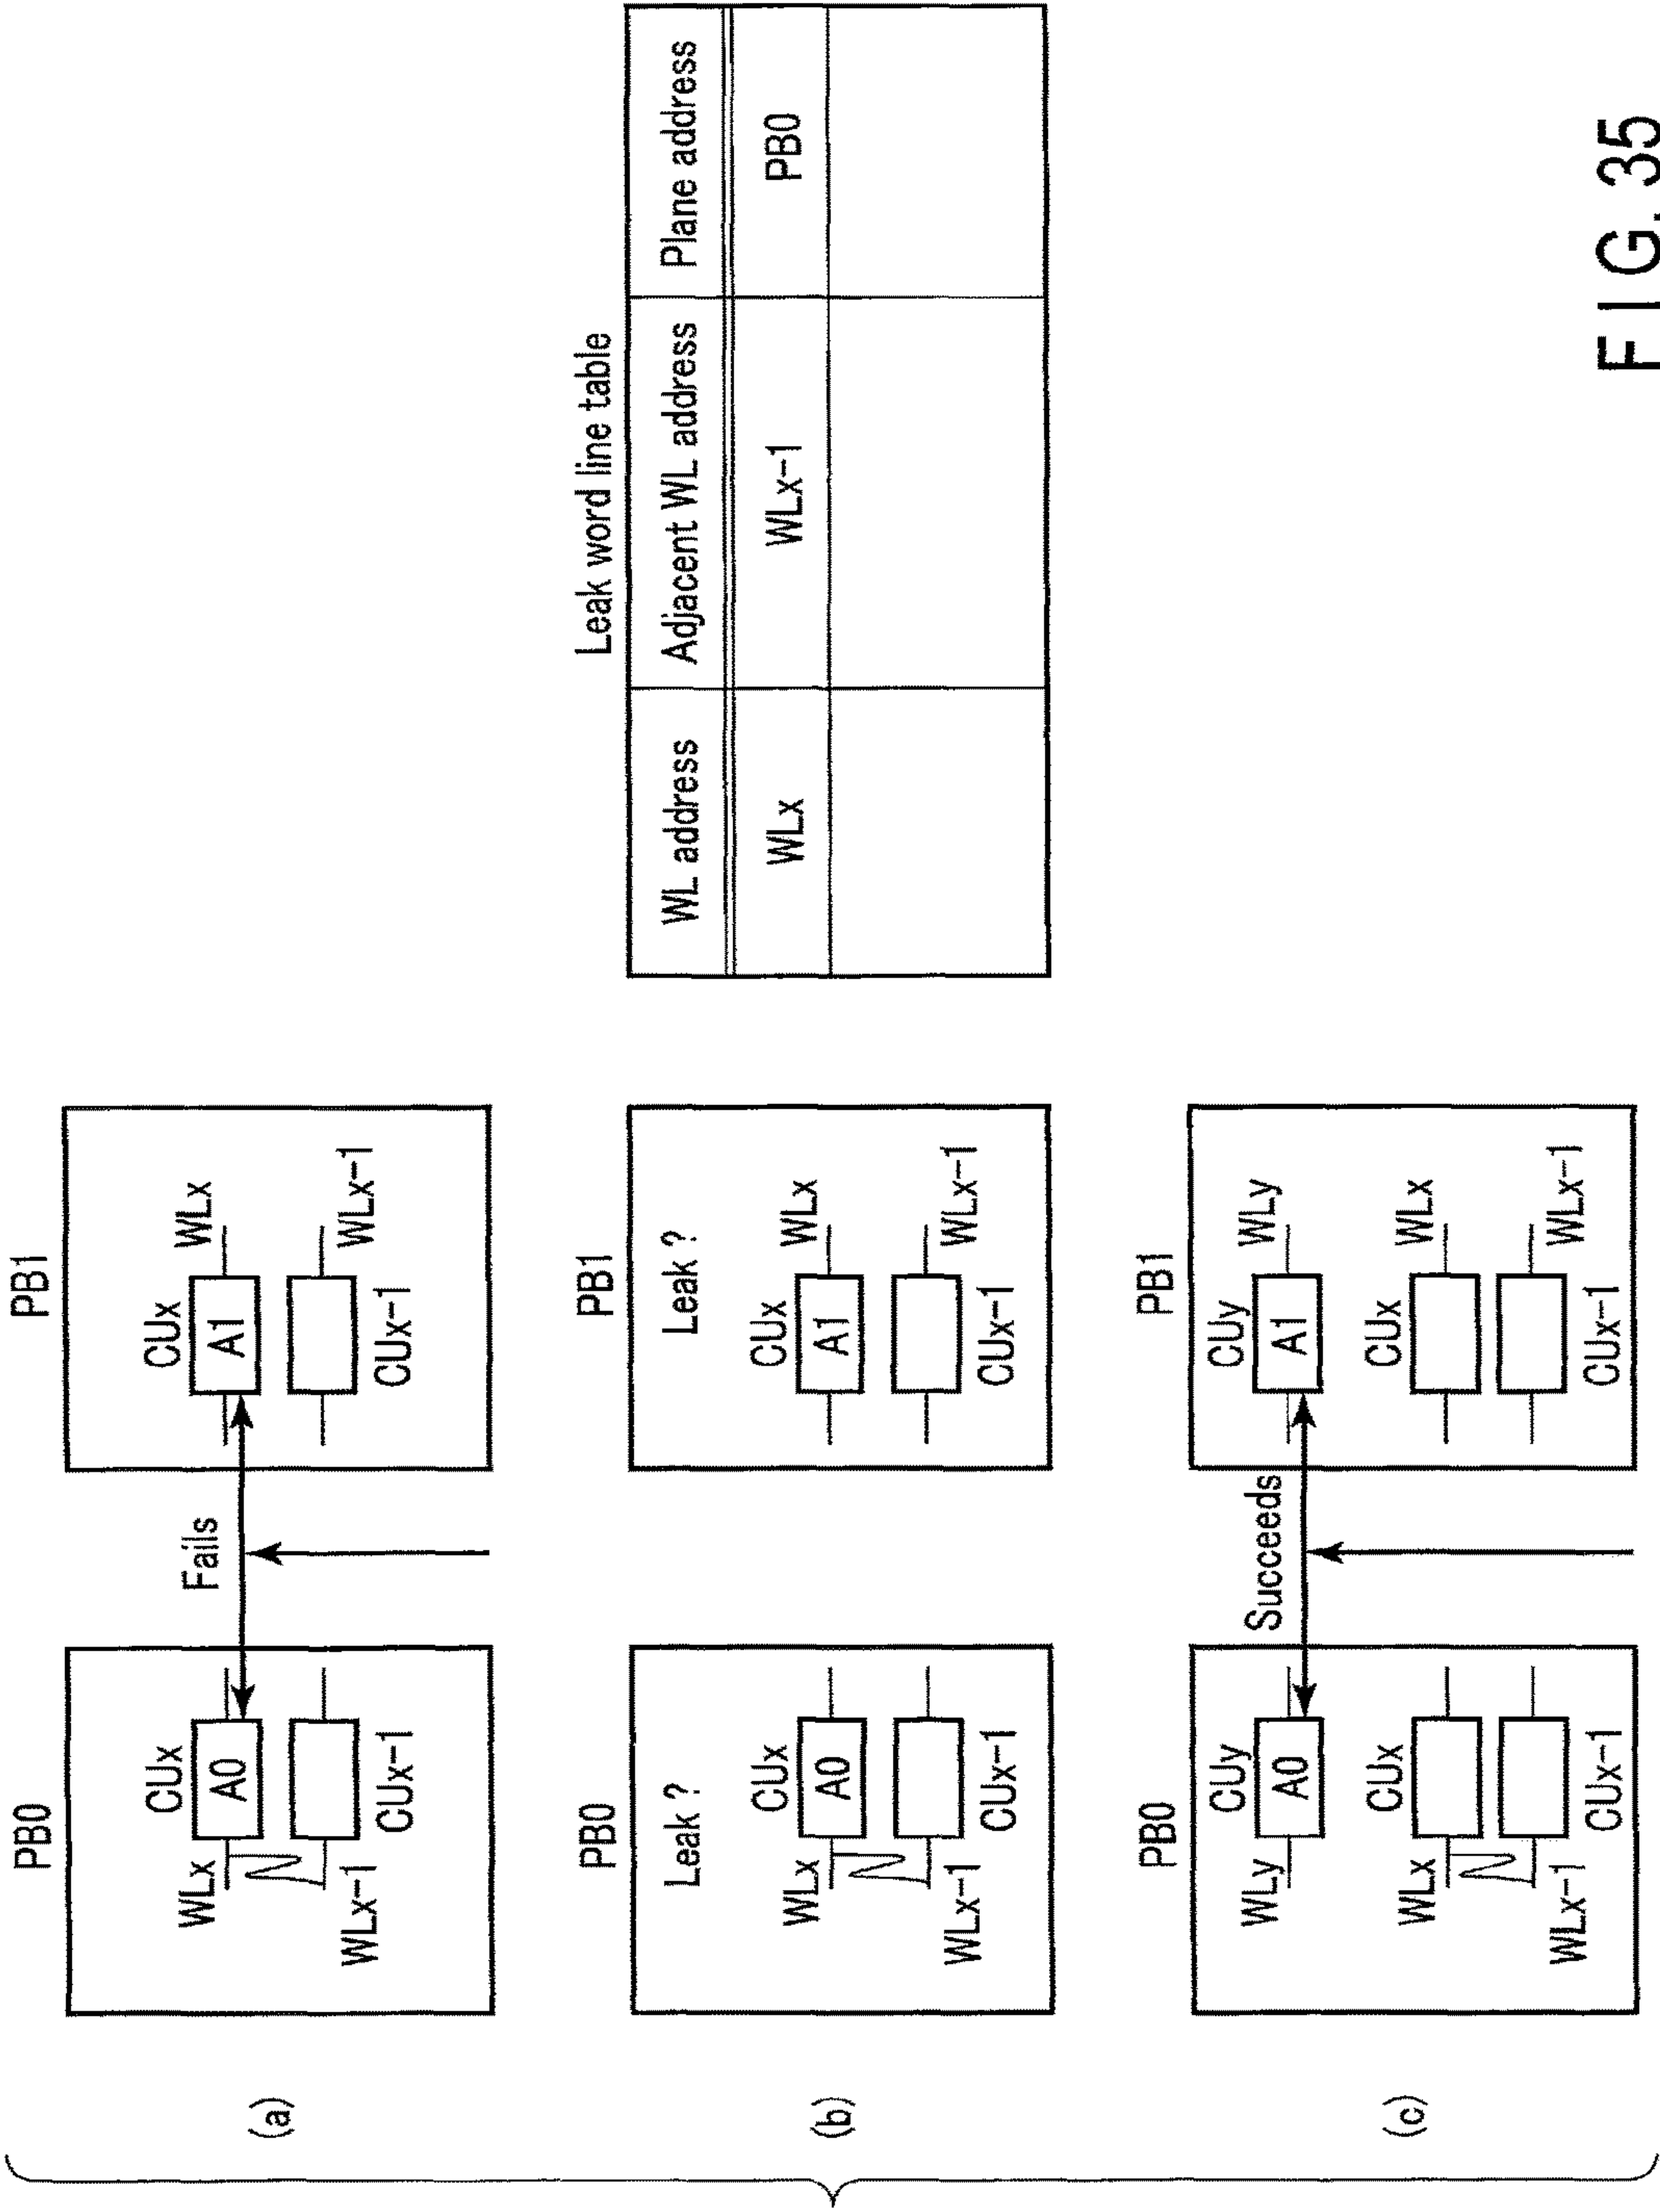 (a)
PB0
CUx
WLx
A0
WLx-1
CUx-1
Fails
PB1
CUx
A1
WLx
CUx-1
WLx-1
(b)
PB0
Leak ?
CUx
WLx
A0
WLx-1
CUx-1
PB1
Leak ?
CUx
A1
WLx
CUx-1
WLx-1
Leak word line table
WL address Adjacent WL address Plane address
WLx WLx-1 PB0
(c)
PB0
CUy
WLy
A0
CUx
WLx
WLx-1
CUx-1
Succeeds
PB1
CUy
A1
WLy
CUx
WLx
CUx-1
WLx-1
FIG. 35